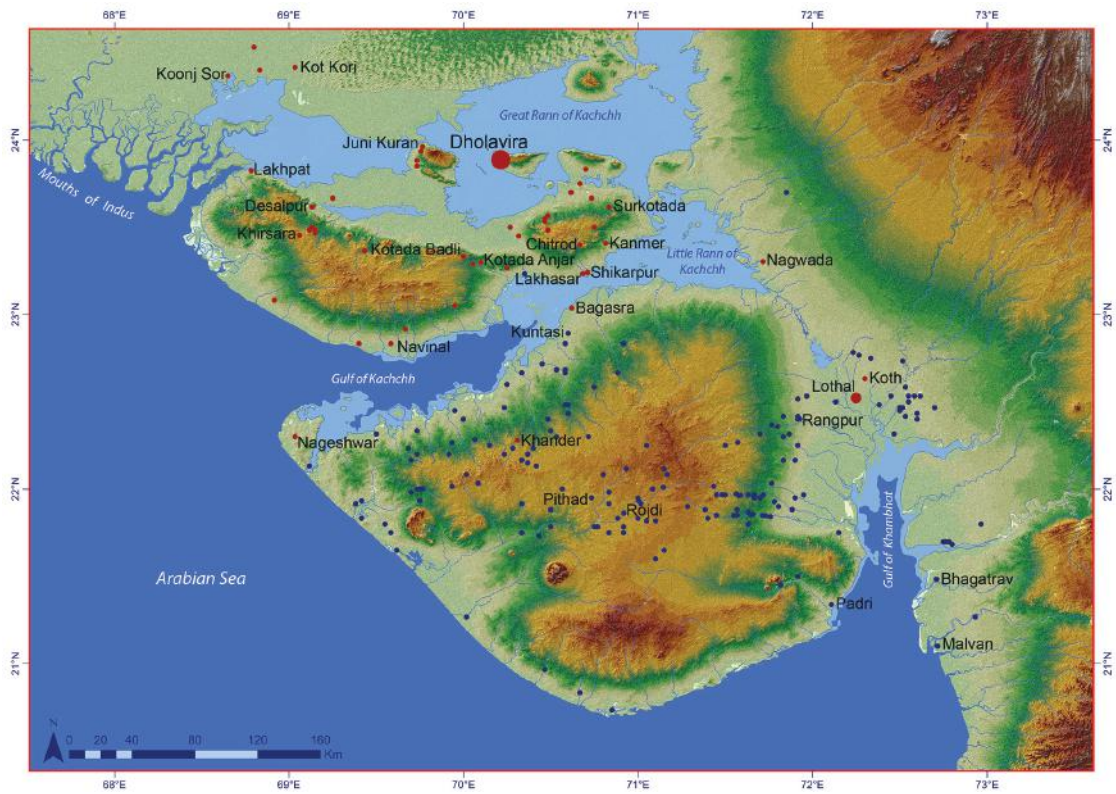 68°E 69°E 70°E 71°E 72°E 73°E
Kot Korj
Koonj Sor
Great Rann of Kachchh
24°N
24°N
Juni Kuran
Dholavira
Lakhpat
Mouths of Indus
Desalpur
Surkotada
Khirsara
Chitrod
Kanmer
Kotada Badli
Kotada Anjar
Little Rann of
Kachchh
Nagwada
Lakhasar
Shikarpur
23°N
23°N
Bagasra
Kuntasi
Navinal
Gulf of Kachchh
Lothal
Koth
Rangpur
Nageshwar
Khander
22°N
22°N
Pithad
Rojdi
Gulf of Khambhat
Arabian Sea
Bhagatrav
Padri
Malvan
21°N
21°N
N
0 20 40 80 120 160
Km
68°E 69°E 70°E 71°E 72°E 73°E